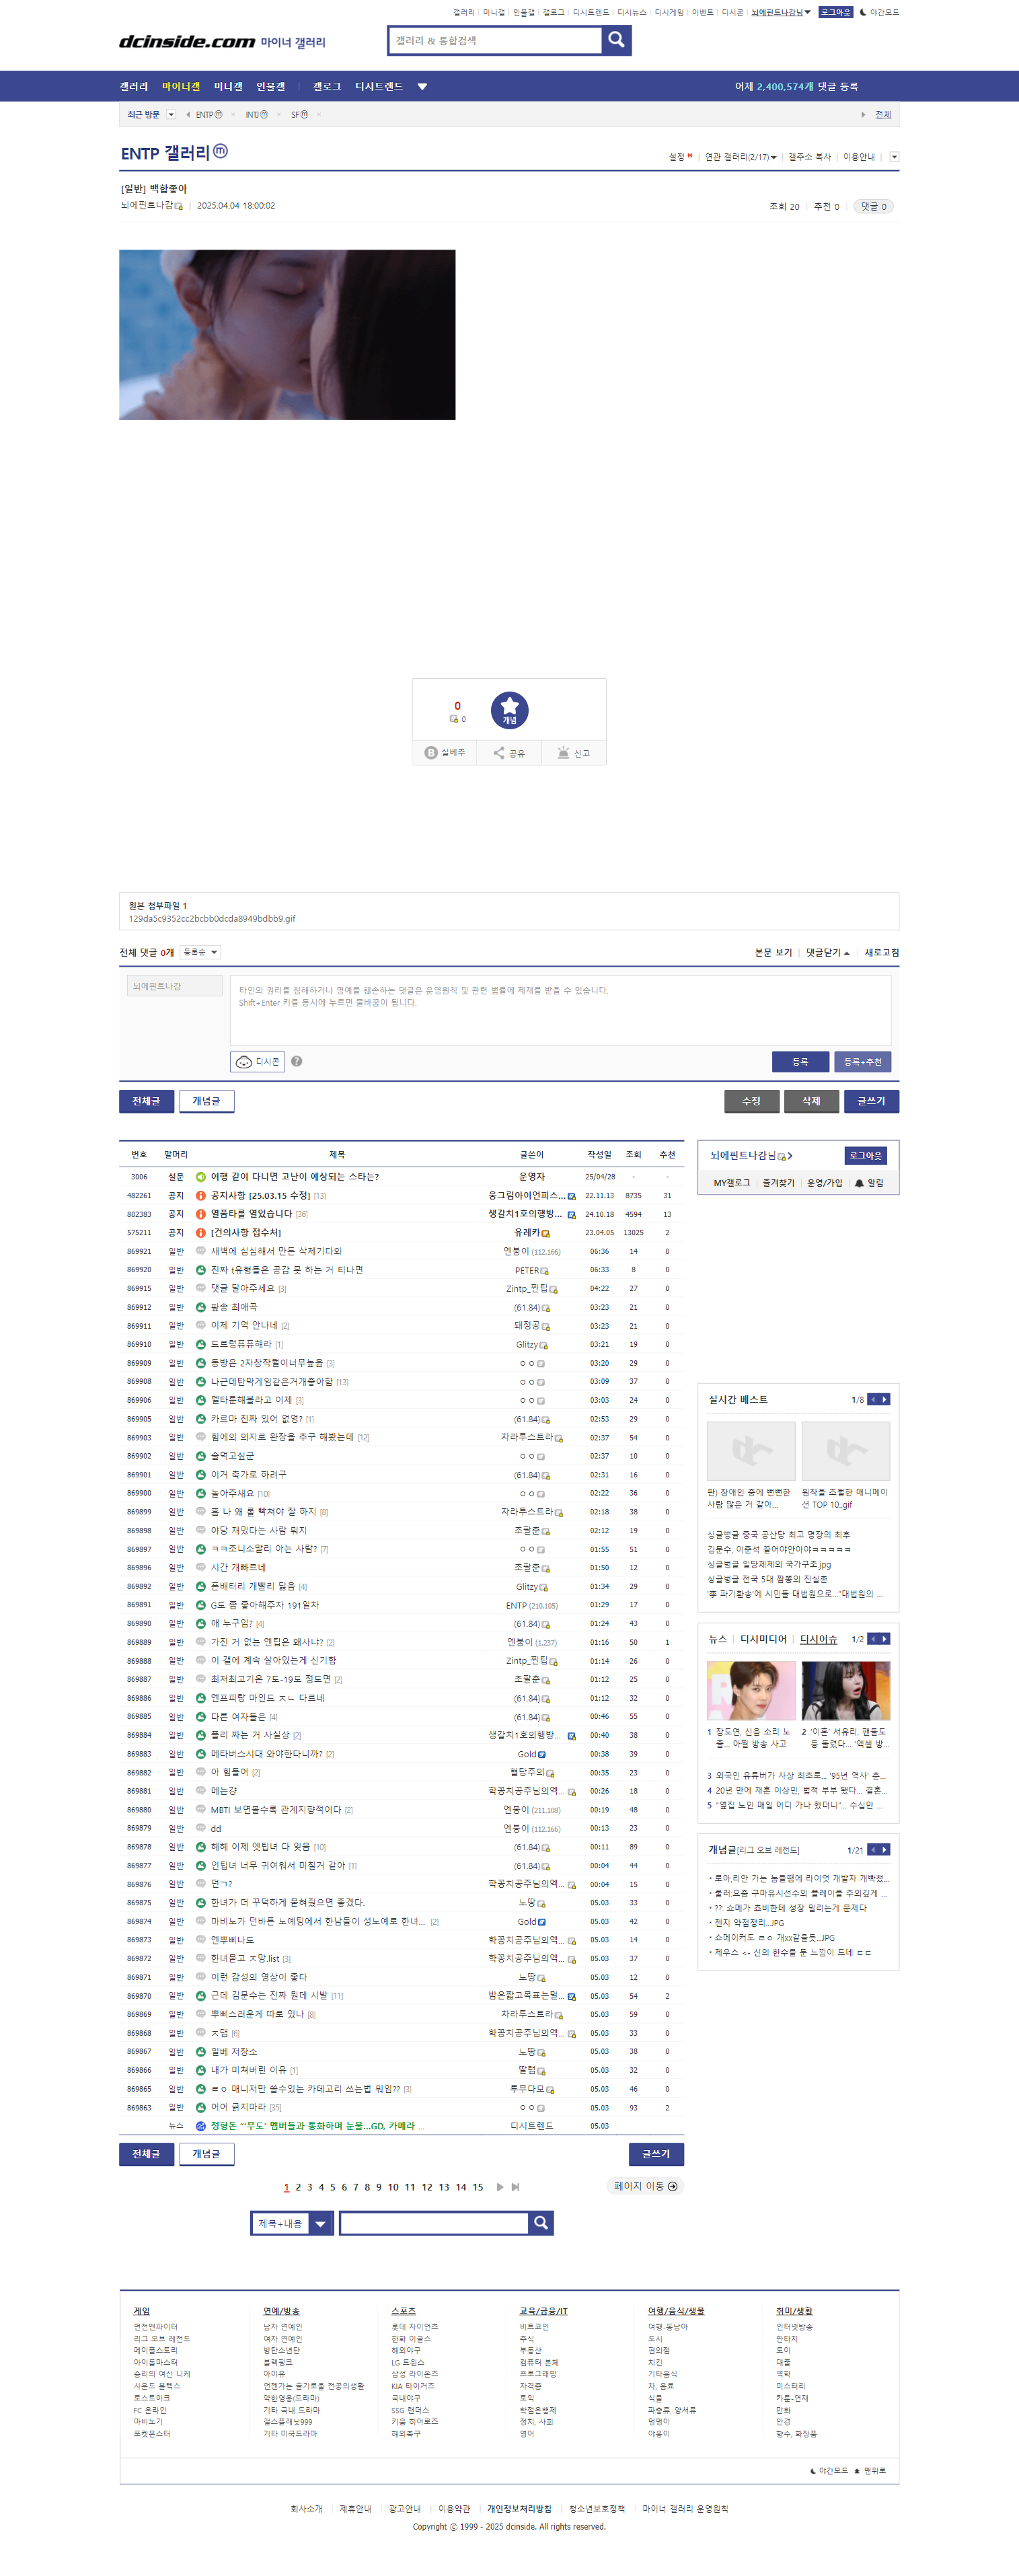 갤러리 | 미니갤 | 인물갤 | 갤로그 | 디시트렌드 | 디시뉴스 | 디시게임 | 이벤트 | 디시콘 | 뇌에핀트나감님 로그아웃 야간모드
dcinside.com 마이너 갤러리
갤러리 & 통합검색
갤러리 마이너갤 미니갤 인물갤 | 갤로그 디시트렌드
어제 2,400,574개 댓글 등록
최근 방문 ENTP INTJ SF 전체
ENTP 갤러리
설정 | 연관 갤러리(2/17) | 갤주소 복사 | 이용안내
[일반] 백합좋아
뇌에핀트나감 | 2025.04.04 18:00:02
조회 20 | 추천 0 | 댓글 0
0
0
개념
실베추 공유 신고
원본 첨부파일 1
129da5c9352cc2bcbb0dcda8949bdbb9.gif
전체 댓글 0개 등록순
본문 보기 | 댓글닫기 | 새로고침
뇌에핀트나감
타인의 권리를 침해하거나 명예를 훼손하는 댓글은 운영원칙 및 관련 법률에 제재를 받을 수 있습니다.
Shift+Enter 키를 동시에 누르면 줄바꿈이 됩니다.
디시콘
등록 등록+추천
전체글 개념글
수정 삭제 글쓰기
번호 말머리 제목 글쓴이 작성일 조회 추천
3006 설문 여행 같이 다니면 고난이 예상되는 스타는? 운영자 25/04/28 - -
482261 공지 공지사항 [25.03.15 수정] [13] 웅그림아이언피스... 22.11.13 8735 31
802383 공지 열품타를 열었습니다 [36] 생갈치1호의행방... 24.10.18 4594 13
575211 공지 [건의사항 접수처] 유레카 23.04.05 13025 2
869921 일반 새벽에 심심해서 만든 삭제기다와 엔붕이 (112.166) 06:36 14 0
869920 일반 진짜 t유형들은 공감 못 하는 거 티나면 PETER 06:33 8 0
869915 일반 댓글 달아주세요 [3] Zintp_찐팁 04:22 27 0
869912 일반 팝송 최애곡 (61.84) 03:23 21 0
869911 일반 이제 기억 안나네 [2] 돼정공 03:23 21 0
869910 일반 드르렁퓨퓨해라 [1] Glitzy 03:21 19 0
869909 일반 동방은 2차창작퀄이너무높음 [3] ㅇㅇ 03:20 29 0
869908 일반 나근데탄막게임같은거개좋아함 [13] ㅇㅇ 03:09 37 0
869906 일반 델타룬해볼라고 이제 [3] ㅇㅇ 03:03 24 0
869905 일반 카르마 진짜 있어 없엉? [1] (61.84) 02:53 29 0
869903 일반 힘에의 의지로 완장을 추구 해봤는데 [12] 차라투스트라 02:37 54 0
869902 일반 술먹고싶군 ㅇㅇ 02:37 10 0
869901 일반 이거 축가로 하려구 (61.84) 02:31 16 0
869900 일반 놀아주새요 [10] ㅇㅇ 02:22 36 0
869899 일반 흠 나 왜 롤 빡쳐야 잘 하지 [8] 차라투스트라 02:18 38 0
869898 일반 야당 재밌다는 사람 뭐지 조팔준 02:12 19 0
869897 일반 ㅋㅋ조니소말리 아는 사람? [7] ㅇㅇ 01:55 51 0
869896 일반 시간 개빠르네 조팔준 01:50 12 0
869892 일반 폰배터리 개빨리 닳음 [4] Glitzy 01:34 29 0
869891 일반 G도 좀 좋아해주자 191일차 ENTP (210.105) 01:29 17 0
869890 일반 애 누구임? [4] (61.84) 01:24 43 0
869889 일반 가진 거 없는 엔팁은 왜사냐? [2] 엔붕이 (1.237) 01:16 50 1
869888 일반 이 갤에 계속 살아있는게 신기함 Zintp_찐팁 01:14 26 0
869887 일반 최저최고기온 7도-19도 정도면 [2] 조팔준 01:12 25 0
869886 일반 엔프피랑 마인드 ㅈㄴ 다르네 (61.84) 01:12 32 0
869885 일반 다른 여자들은 [4] (61.84) 00:46 55 0
869884 일반 플리 짜는 거 사실상 [2] 생갈치1호의행방... 00:40 38 0
869883 일반 메타버스시대 와야한다니까? [2] Gold 00:38 39 0
869882 일반 아 힘들어 [2] 혈당주의 00:35 23 0
869881 일반 메는걍 학꽁치공주님의역... 00:26 18 0
869880 일반 MBTI 보면볼수록 관계지향적이다 [2] 엔붕이 (211.108) 00:19 48 0
869879 일반 dd 엔붕이 (112.166) 00:13 23 0
869878 일반 헤헤 이제 엣팁녀 다 잊음 [10] (61.84) 00:11 89 0
869877 일반 인팁녀 너무 귀여워서 미칠거 같아 [1] (61.84) 00:04 44 0
869876 일반 먼ㄱ? 학꽁치공주님의역... 00:04 15 0
869875 일반 한녀가 더 꾸덕하게 묻혀줬으면 좋겠다. 노땅 05.03 33 0
869874 일반 마비노가 먼바튼 노예팅에서 한남들이 성노예로 한녀... [2] Gold 05.03 42 0
869873 일반 엔뿌삐나도 학꽁치공주님의역... 05.03 14 0
869872 일반 한녀묻고 ㅈ망.list [3] 학꽁치공주님의역... 05.03 37 0
869871 일반 이런 감성의 영상이 좋다 노땅 05.03 12 0
869870 일반 근데 김문수는 진짜 뭔데 시발 [11] 밤은짧고목표는멀... 05.03 54 2
869869 일반 뿌삐스러운게 따로 있나 [8] 차라투스트라 05.03 59 0
869868 일반 ㅈ댐 [6] 학꽁치공주님의역... 05.03 33 0
869867 일반 일베 저장소 노땅 05.03 38 0
869866 일반 내가 미쳐버린 이유 [1] 딸램 05.03 32 0
869865 일반 ㄹㅇ 매니저만 쓸수있는 카테고리 쓰는법 뭐임?? [3] 루푸다모 05.03 46 0
869863 일반 어어 긁지마라 [35] ㅇㅇ 05.03 93 2
뉴스 정형돈 “‘무도’ 멤버들과 통화하며 눈물...GD, 카메라 ... 디시트렌드 05.03
전체글 개념글 글쓰기
1 2 3 4 5 6 7 8 9 10 11 12 13 14 15
페이지 이동
제목+내용
뇌에핀트나감님 로그아웃
MY갤로그 | 즐겨찾기 | 운영/가입 | 알림
실시간 베스트 1/8
판) 장애인 중에 뻔뻔한 사람 많은 거 같아...
원작을 초월한 애니메이션 TOP 10..gif
싱글벙글 중국 공산당 최고 명장의 최후
김문수, 이준석 끌어야안아야ㅋㅋㅋㅋㅋ
싱글벙글 일당체제의 국가구조.jpg
싱글벙글 전국 5대 짬뽕의 진실촌
'李 파기환송'에 시민들 대법원으로..."대법원의 ...
뉴스 | 디시미디어 | 디시이슈 1/2
1 장도연, 신음 소리 노출... 아찔 방송 사고
2 '이혼' 서유리, 팬들도 등 돌렸다... '엑셀 방...
3 외국인 유튜버가 사상 최초로... '95년 역사' 춘...
4 20년 만에 재혼 이상민, 법적 부부 됐다... 결혼...
5 "옆집 노인 매일 어디 가나 했더니"... 수십만 ...
개념글[리그 오브 레전드] 1/21
· 로아,리안 가는 놈들땜에 라이엇 개발자 개빡쳤...
· 룰러:요즘 구마유시선수의 플레이를 주의깊게 ...
· ??: 쇼메가 쵸비한테 성장 밀리는게 문제다
· 젠지 약점정리..JPG
· 쇼메이커도 ㄹㅇ 개xx같을듯..JPG
· 제우스 <- 신의 한수를 둔 느낌이 드네 ㄷㄷ
게임
던전앤파이터
리그 오브 레전드
메이플스토리
아이돌마스터
승리의 여신 니케
사운드 볼텍스
로스트아크
FC 온라인
마비노기
포켓몬스터
연예/방송
남자 연예인
여자 연예인
방탄소년단
블랙핑크
아이유
언젠가는 슬기로울 전공의생활
약한영웅(드라마)
기타 국내 드라마
걸스플래닛999
기타 미국드라마
스포츠
롯데 자이언츠
한화 이글스
해외야구
LG 트윈스
삼성 라이온즈
KIA 타이거즈
국내야구
SSG 랜더스
키움 히어로즈
해외축구
교육/금융/IT
비트코인
주식
부동산
컴퓨터 본체
프로그래밍
자격증
토익
학점은행제
정치, 사회
영어
여행/음식/생물
여행-동남아
도시
편의점
치킨
기타음식
차, 음료
식물
파충류, 양서류
멍멍이
야옹이
취미/생활
인터넷방송
판타지
토이
대출
역학
미스터리
카툰-연재
만화
안경
향수, 화장품
야간모드 맨위로
회사소개 | 제휴안내 | 광고안내 | 이용약관 | 개인정보처리방침 | 청소년보호정책 | 마이너 갤러리 운영원칙
Copyright ⓒ 1999 - 2025 dcinside. All rights reserved.